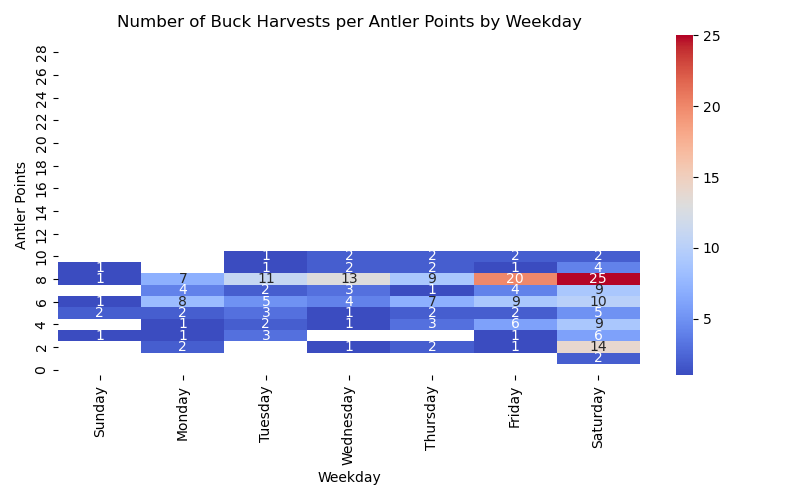 Number of Buck Harvests per Antler Points by Weekday
Antler Points
28
26
24
22
20
18
16
14
12
10
8
6
4
2
0
1 2 2 2 2
1 1 2 2 1 4
1 7 11 13 9 20 25
4 2 3 1 4 9
1 8 5 4 7 9 10
2 2 3 1 2 2 5
1 2 1 3 6 9
1 1 3 1 6
2 1 2 1 14
2
Sunday Monday Tuesday Wednesday Thursday Friday Saturday
Weekday
25
20
15
10
5